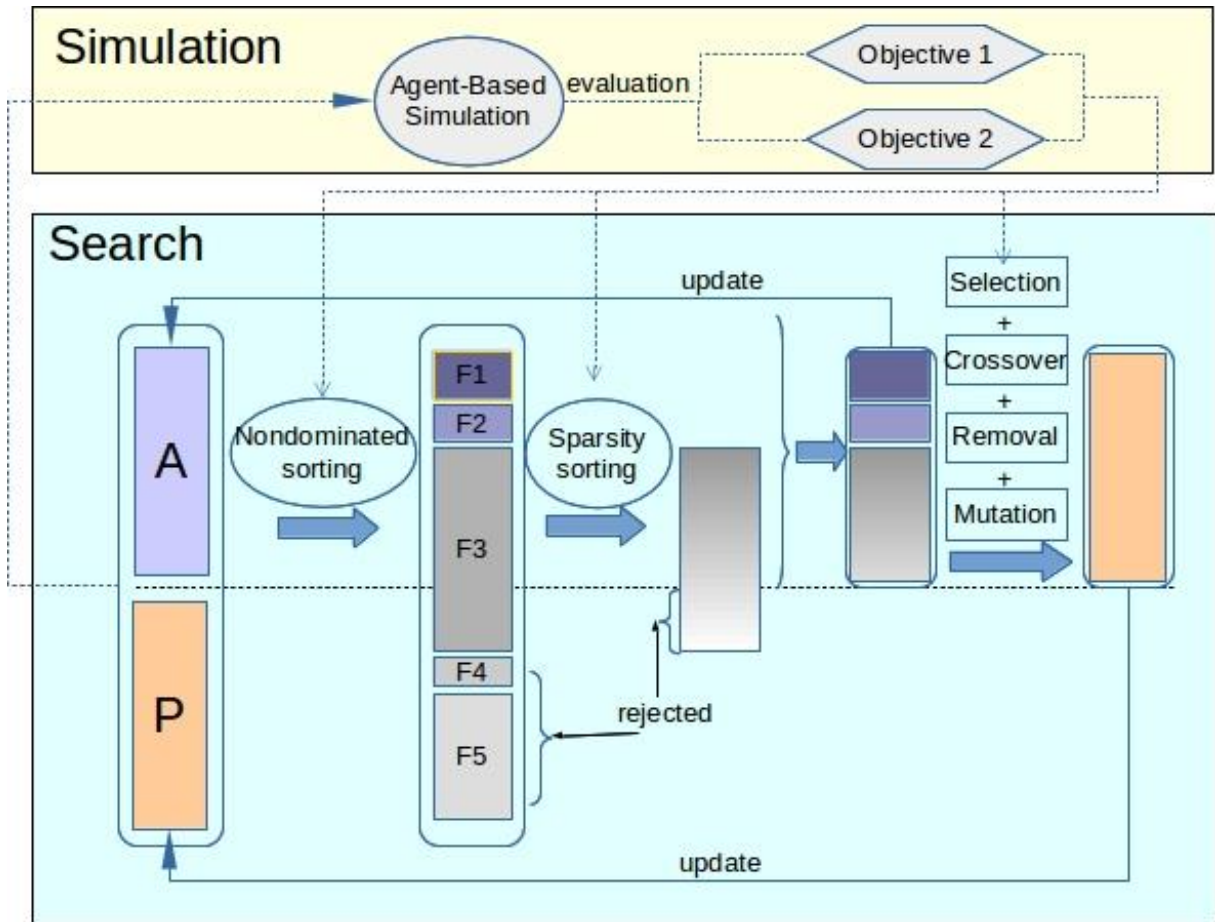 Simulation
Agent-Based
Simulation
evaluation
Objective 1
Objective 2
Search
update
Selection
+
Crossover
+
Removal
+
Mutation
A
P
Nondominated
sorting
F1
F2
F3
F4
F5
Sparsity
sorting
rejected
update